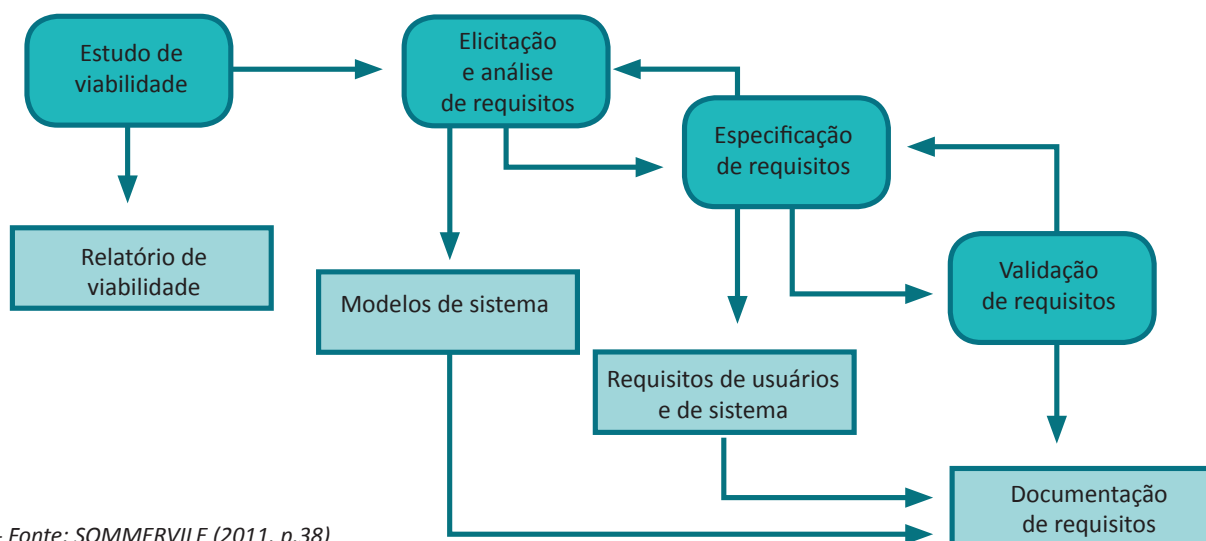 Estudo de
viabilidade
Elicitação
e análise
de requisitos
Especificação
de requisitos
Relatório de
viabilidade
Modelos de sistema
Validação
de requisitos
Requisitos de usuários
e de sistema
Documentação
de requisitos
- Fonte: SOMMERVILE (2011, p.38)